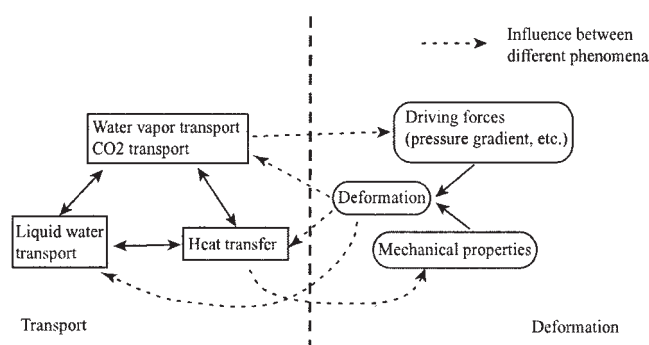 Influence between
different phenomena
Driving forces
(pressure gradient, etc.)
Water vapor transport
CO2 transport
Deformation
Liquid water
transport
Heat transfer
Mechanical properties
Transport
Deformation